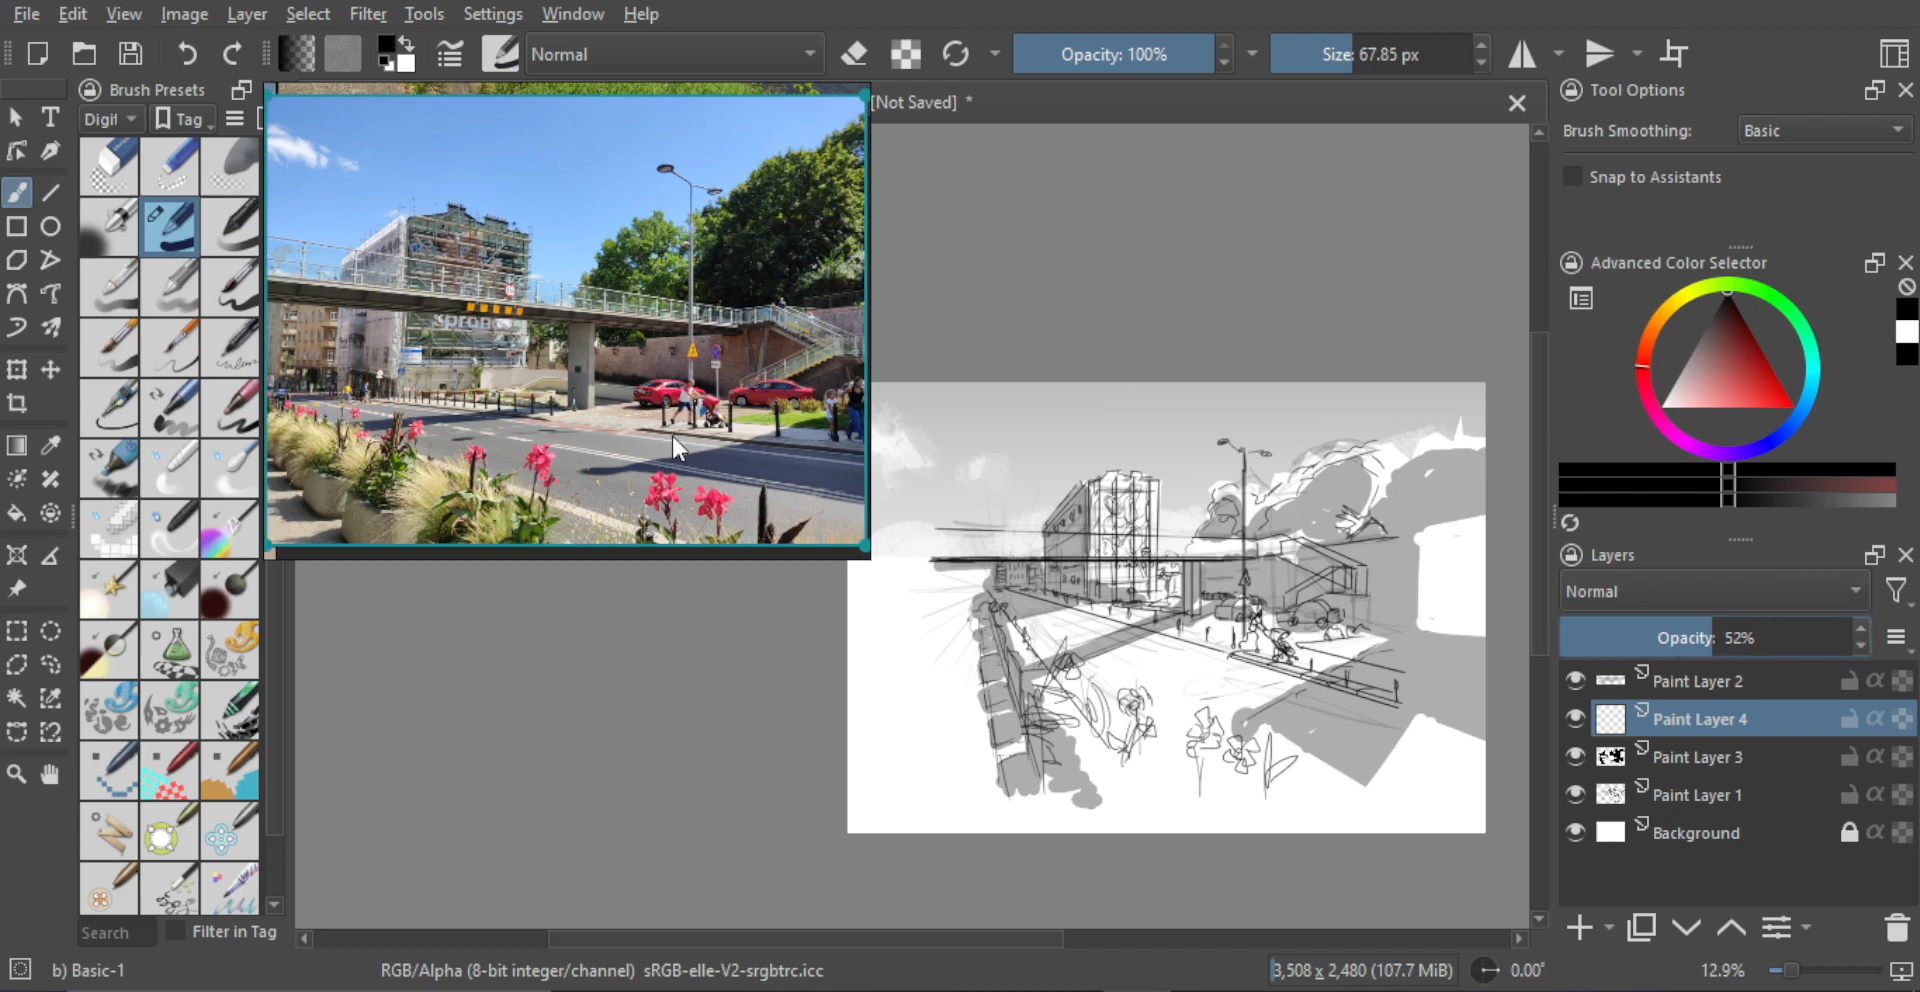 File Edit View Image Layer Select Filter Tools Settings Window Help
Normal
Opacity: 100%
Size: 67.85 px
Brush Presets
Digit
Tag
[Not Saved] *
Tool Options
Brush Smoothing:
Basic
Snap to Assistants
Advanced Color Selector
Layers
Normal
Opacity: 52%
Paint Layer 2
Paint Layer 4
Paint Layer 3
Paint Layer 1
Background
Search
Filter in Tag
b) Basic-1
RGB/Alpha (8-bit integer/channel) sRGB-elle-V2-srgbtrc.icc
3,508 x 2,480 (107.7 MiB)
0.00°
12.9%